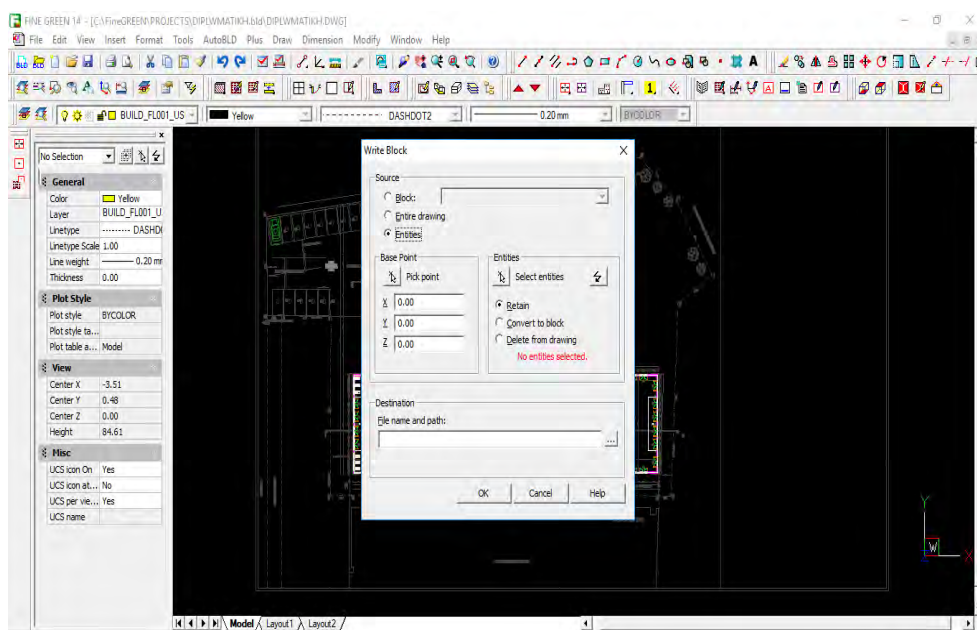 FINE GREEN 14 - [C:\FineGREEN\PROJECTS\DIPLWMATIKH.bld\DIPLWMATIKH.DWG]
File Edit View Insert Format Tools AutoBLD Plus Draw Dimension Modify Window Help
BUILD_FL001_US Yellow DASHDOT2 0.20 mm BYCOLOR
No Selection
General
Color Yellow
Layer BUILD_FL001_U
Linetype DASHD
Linetype Scale 1.00
Line weight 0.20 mm
Thickness 0.00
Plot Style
Plot style BYCOLOR
Plot style ta...
Plot table a... Model
View
Center X -3.51
Center Y 0.48
Center Z 0.00
Height 84.61
Misc
UCS icon On Yes
UCS icon at... No
UCS per vie... Yes
UCS name
Write Block
Source
Block:
Entire drawing
Entities
Base Point
Pick point
X 0.00
Y 0.00
Z 0.00
Entities
Select entities
Retain
Convert to block
Delete from drawing
No entities selected.
Destination
File name and path:
...
OK Cancel Help
Y
W
X
Model Layout1 Layout2